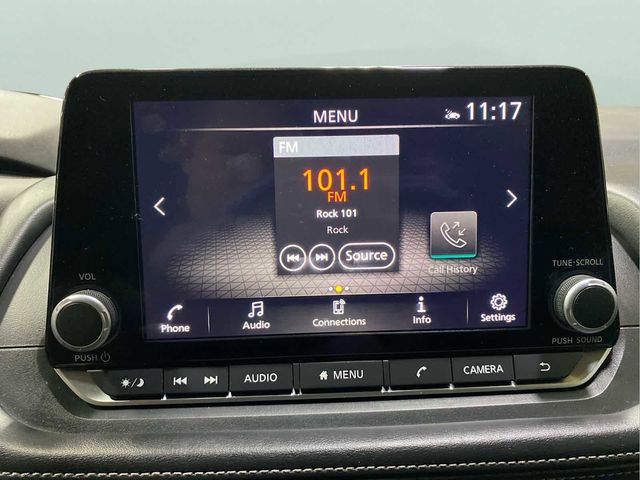 MENU
11:17
FM
101.1
FM
Rock 101
Rock
Source
Call History
Phone
Audio
Connections
Info
Settings
VOL
PUSH
TUNE·SCROLL
PUSH SOUND
AUDIO
MENU
CAMERA